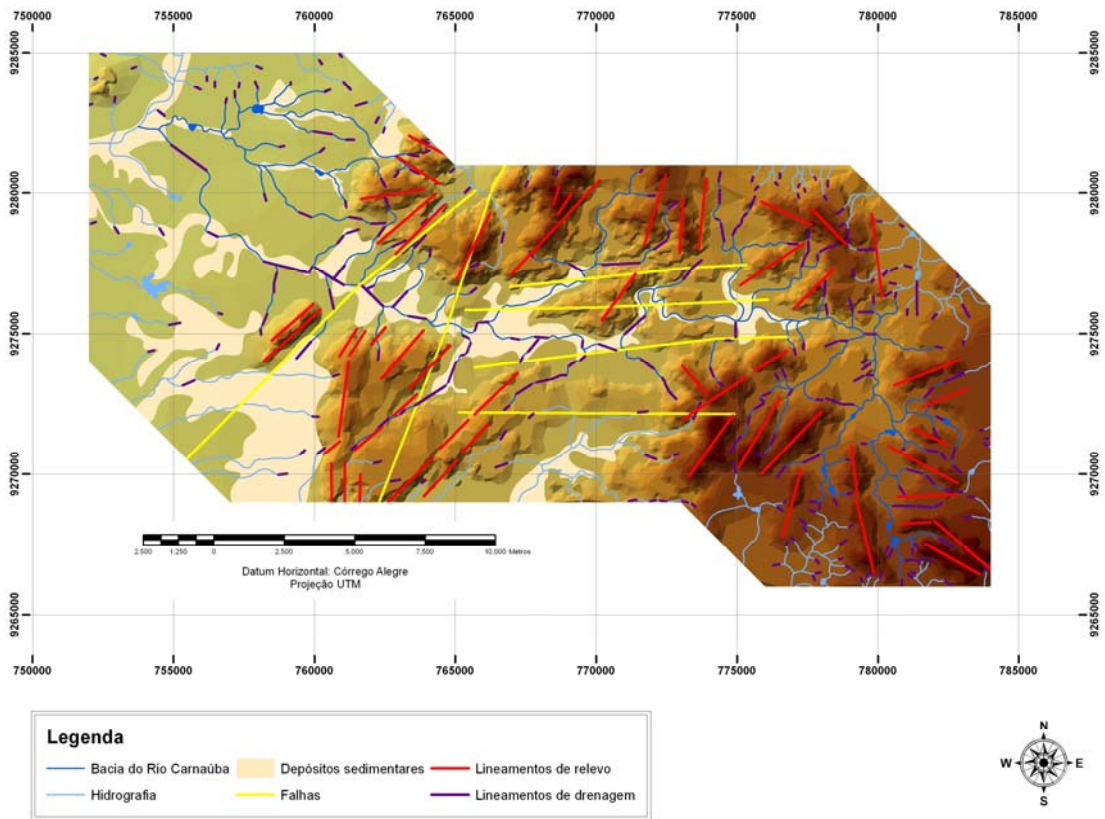 750000 755000 760000 765000 770000 775000 780000 785000
9285000 9285000
9280000 9280000
9275000 9275000
9270000 9270000
9265000 9265000
2.500 1.250 0 2.500 5.000 7.500 10.000 Metros
Datum Horizontal: Córrego Alegre
Projeção UTM
750000 755000 760000 765000 770000 775000 780000 785000
Legenda
Bacia do Rio Carnaúba Depósitos sedimentares Lineamentos de relevo
Hidrografia Falhas Lineamentos de drenagem
N
W E
S